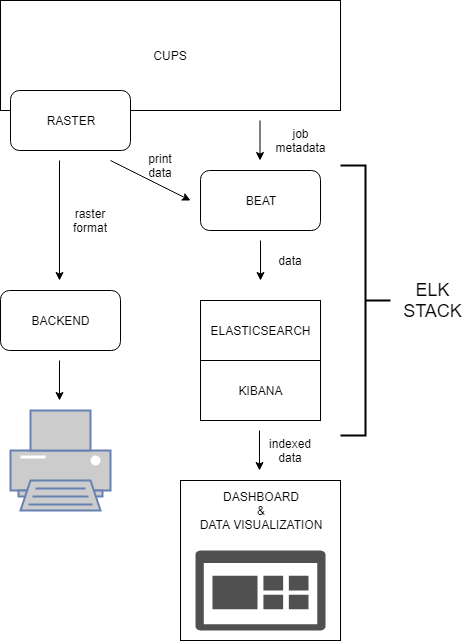 CUPS
RASTER
job
metadata
print
data
BEAT
raster
format
data
ELK
STACK
BACKEND
ELASTICSEARCH
KIBANA
indexed
data
DASHBOARD
&
DATA VISUALIZATION